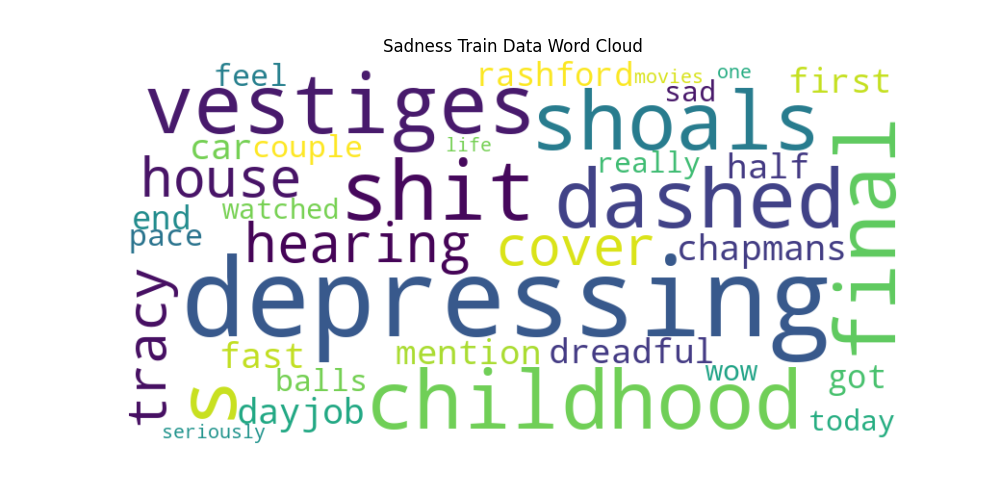 Sadness Train Data Word Cloud
feel
rashford
movies
one
sad
first
vestiges
shoals
car
couple
life
really
half
house
shit
dashed
final
watched
end
pace
hearing
cover
chapmans
depressing
tracy
fast
mention
dreadful
wow
got
balls
childhood
s
dayjob
today
seriously